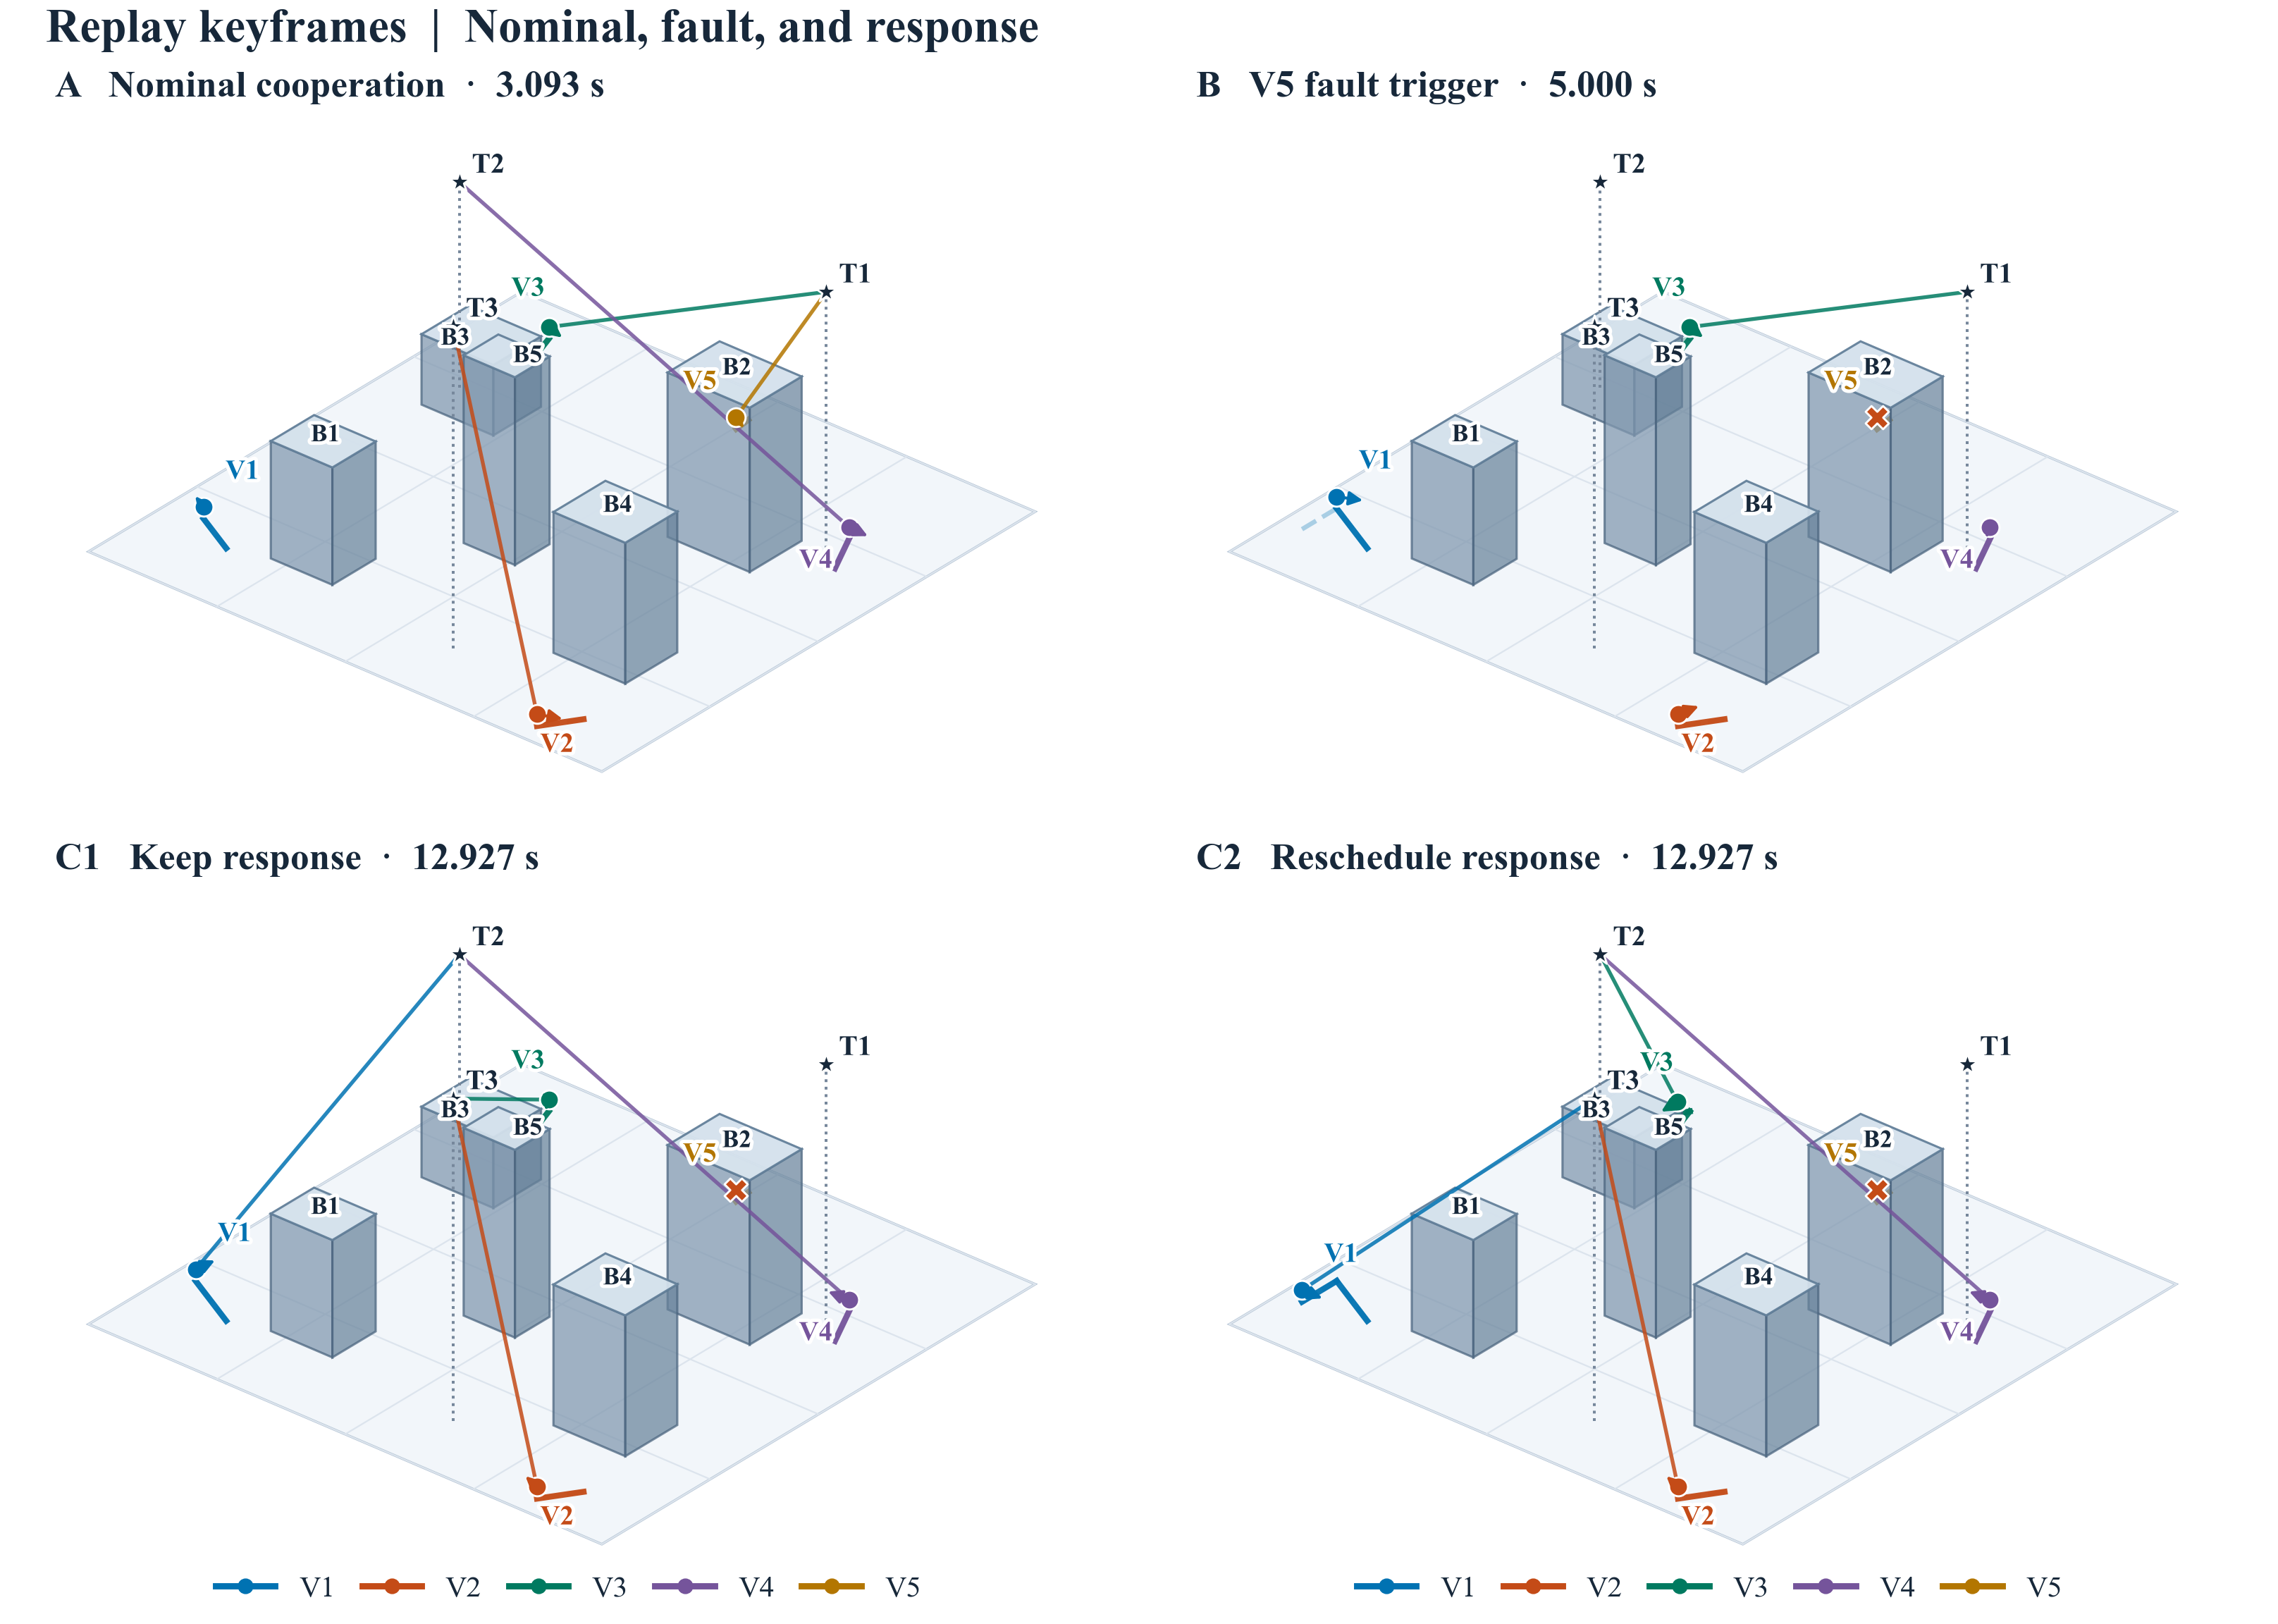 Replay keyframes | Nominal, fault, and response
A Nominal cooperation · 3.093 s
T2
T1
V3
T3
B3
B5
B2
V5
B1
V1
B4
V4
V2
B V5 fault trigger · 5.000 s
T2
T1
V3
T3
B3
B5
B2
V5
B1
V1
B4
V4
V2
C1 Keep response · 12.927 s
T2
T1
V3
T3
B3
B5
B2
V5
B1
V1
B4
V4
V2
C2 Reschedule response · 12.927 s
T2
T1
V3
T3
B3
B5
B2
V5
B1
V1
B4
V4
V2
V1 V2 V3 V4 V5
V1 V2 V3 V4 V5